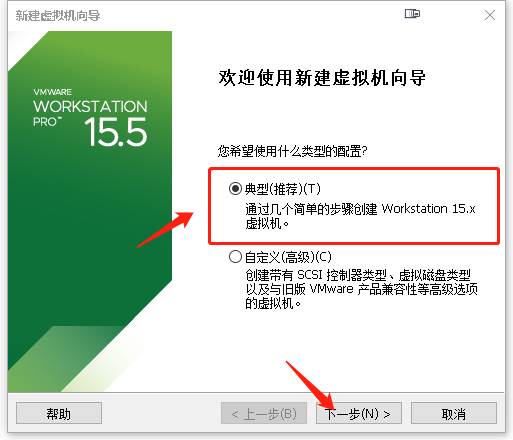 新建虚拟机向导
VMWARE
WORKSTATION
PRO™
15.5
欢迎使用新建虚拟机向导
您希望使用什么类型的配置?
典型(推荐)(T)
通过几个简单的步骤创建 Workstation 15.x
虚拟机。
自定义(高级)(C)
创建带有 SCSI 控制器类型、虚拟磁盘类型
以及与旧版 VMware 产品兼容性等高级选项
的虚拟机。
帮助
< 上一步(B)
下一步(N) >
取消